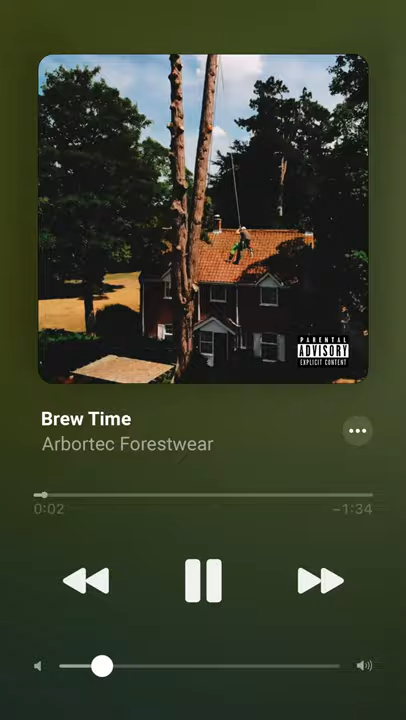 PARENTAL
ADVISORY
EXPLICIT CONTENT
Brew Time
Arbortec Forestwear
0:02
−1:34